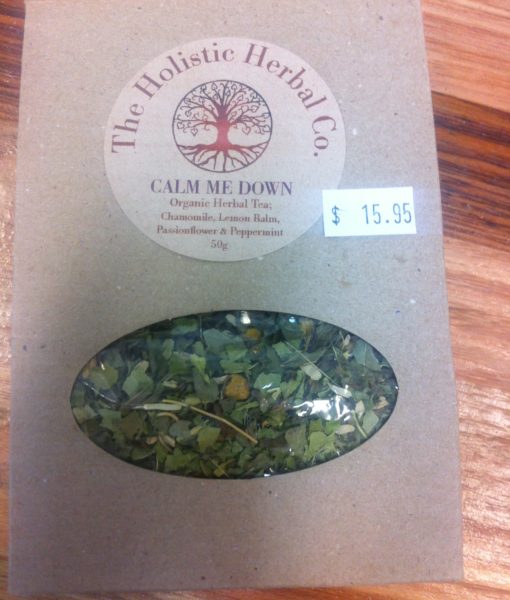 The Holistic Herbal Co.
CALM ME DOWN
Organic Herbal Tea;
Chamomile, Lemon Balm,
Passionflower & Peppermint
50g
$ 15.95